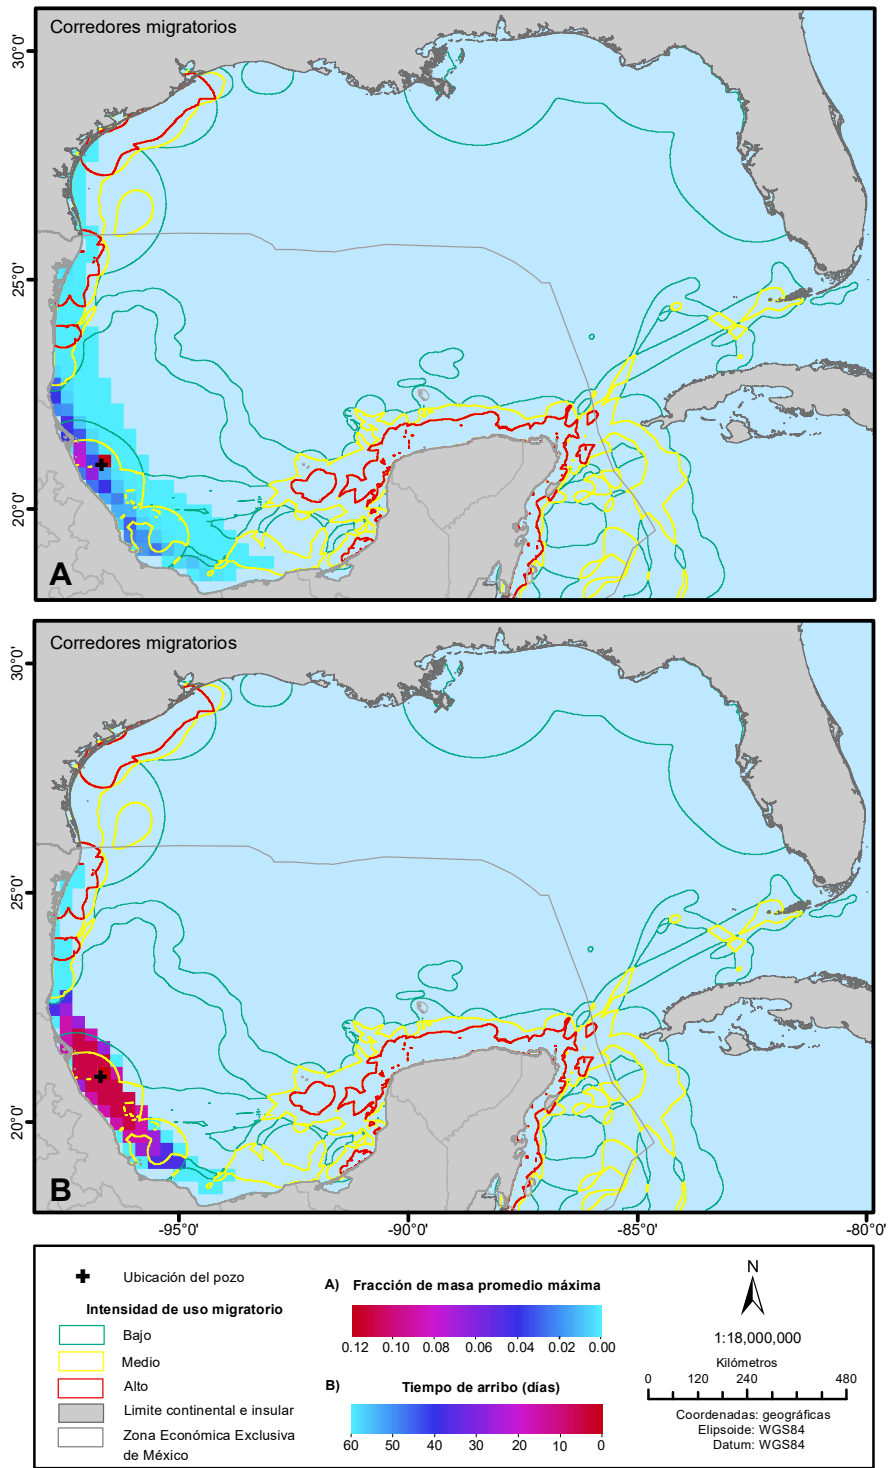 Corredores migratorios
30°0'
25°0'
20°0'
A
Corredores migratorios
30°0'
25°0'
20°0'
B
-95°0' -90°0' -85°0' -80°0'
Ubicación del pozo
Intensidad de uso migratorio
Bajo
Medio
Alto
Limite continental e insular
Zona Económica Exclusiva
de México
A) Fracción de masa promedio máxima
0.12 0.10 0.08 0.06 0.04 0.02 0.00
B) Tiempo de arribo (días)
60 50 40 30 20 10 0
N
1:18,000,000
Kilómetros
0 120 240 480
Coordenadas: geográficas
Elipsoide: WGS84
Datum: WGS84